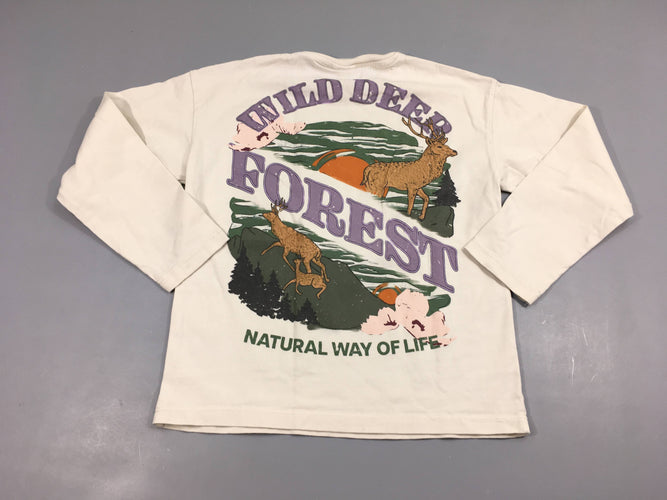 WILD DEER
FOREST
NATURAL WAY OF LIFE